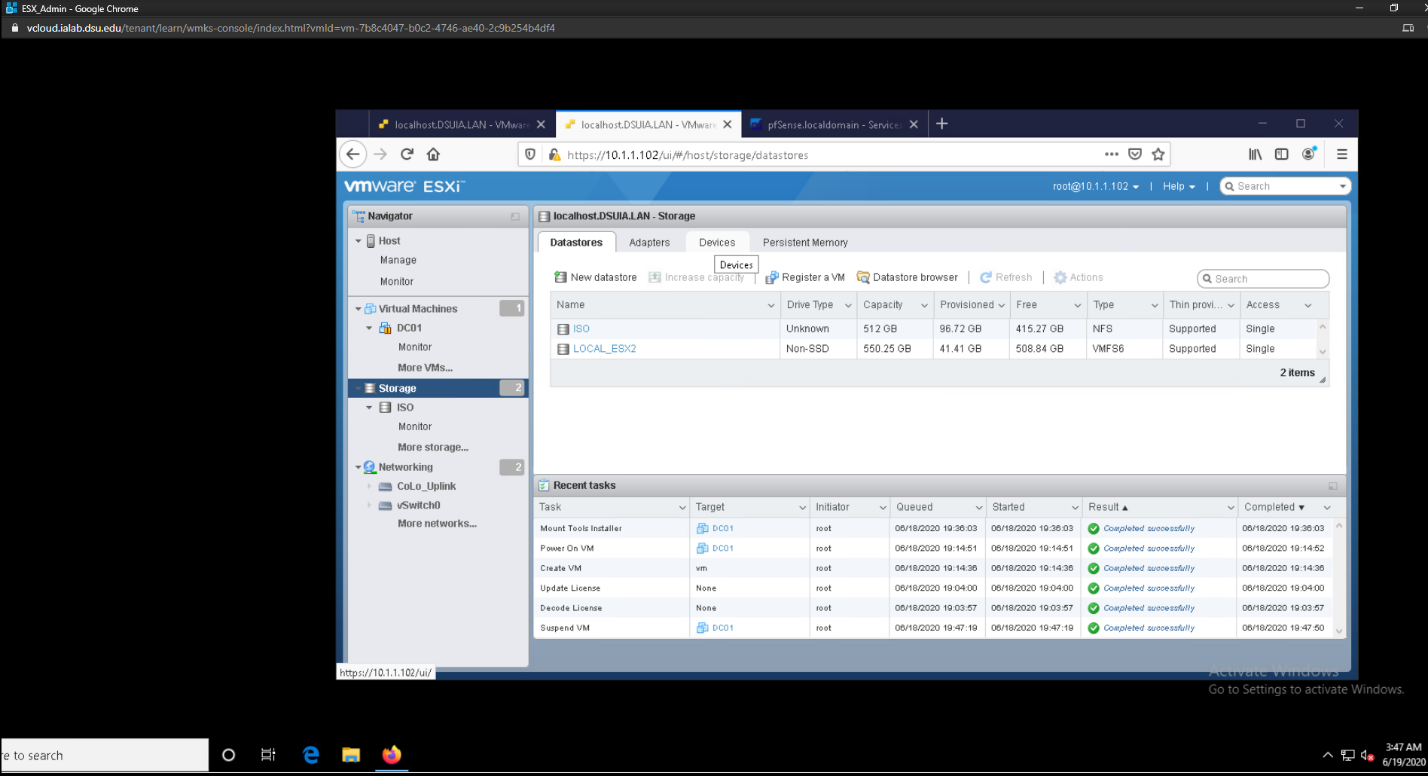 ESX_Admin - Google Chrome
vcloud.ialab.dsu.edu/tenant/learn/wmks-console/index.html?vmId=vm-7b8c4047-b0c2-4746-ae40-2c9b254b4df4
localhost.DSUIA.LAN - VMware localhost.DSUIA.LAN - VMware pfSense.localdomain - Services
https://10.1.1.102/ui/#/host/storage/datastores
vmware ESXi™ root@10.1.1.102 | Help | Search
Navigator
Host
Manage
Monitor
Virtual Machines 1
DC01
Monitor
More VMs...
Storage 2
ISO
Monitor
More storage...
Networking 2
CoLo_Uplink
vSwitch0
More networks...
localhost.DSUIA.LAN - Storage
Datastores Adapters Devices Persistent Memory
Devices
New datastore Increase capacity | Register a VM Datastore browser | Refresh | Actions Search
Name Drive Type Capacity Provisioned Free Type Thin provi... Access
ISO Unknown 512 GB 96.72 GB 415.27 GB NFS Supported Single
LOCAL_ESX2 Non-SSD 550.25 GB 41.41 GB 508.84 GB VMFS6 Supported Single
2 items
Recent tasks
Task Target Initiator Queued Started Result ▲ Completed ▼
Mount Tools Installer DC01 root 06/18/2020 19:36:03 06/18/2020 19:36:03 Completed successfully 06/18/2020 19:36:03
Power On VM DC01 root 06/18/2020 19:14:51 06/18/2020 19:14:51 Completed successfully 06/18/2020 19:14:52
Create VM vm root 06/18/2020 19:14:36 06/18/2020 19:14:36 Completed successfully 06/18/2020 19:14:36
Update License None root 06/18/2020 19:04:00 06/18/2020 19:04:00 Completed successfully 06/18/2020 19:04:00
Decode License None root 06/18/2020 19:03:57 06/18/2020 19:03:57 Completed successfully 06/18/2020 19:03:57
Suspend VM DC01 root 06/18/2020 19:47:19 06/18/2020 19:47:19 Completed successfully 06/18/2020 19:47:50
https://10.1.1.102/ui/
Activate Windows
Go to Settings to activate Windows.
re to search
3:47 AM
6/19/2020